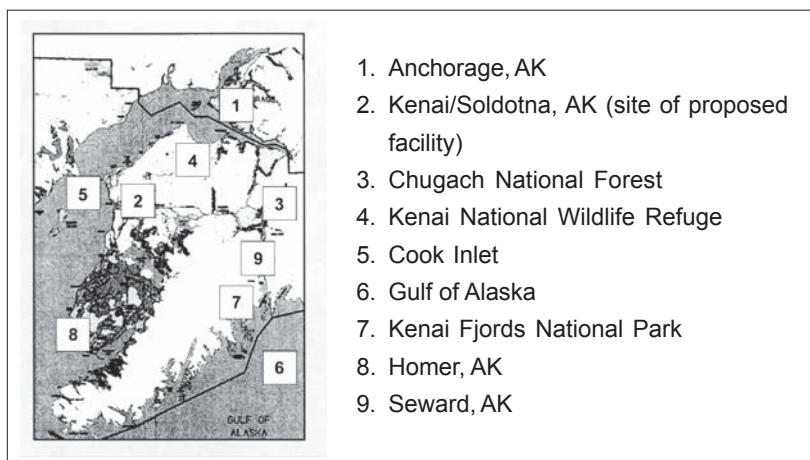 1
4
5
2
3
9
7
8
6
GULF OF
ALASKA
1. Anchorage, AK
2. Kenai/Soldotna, AK (site of proposed
facility)
3. Chugach National Forest
4. Kenai National Wildlife Refuge
5. Cook Inlet
6. Gulf of Alaska
7. Kenai Fjords National Park
8. Homer, AK
9. Seward, AK